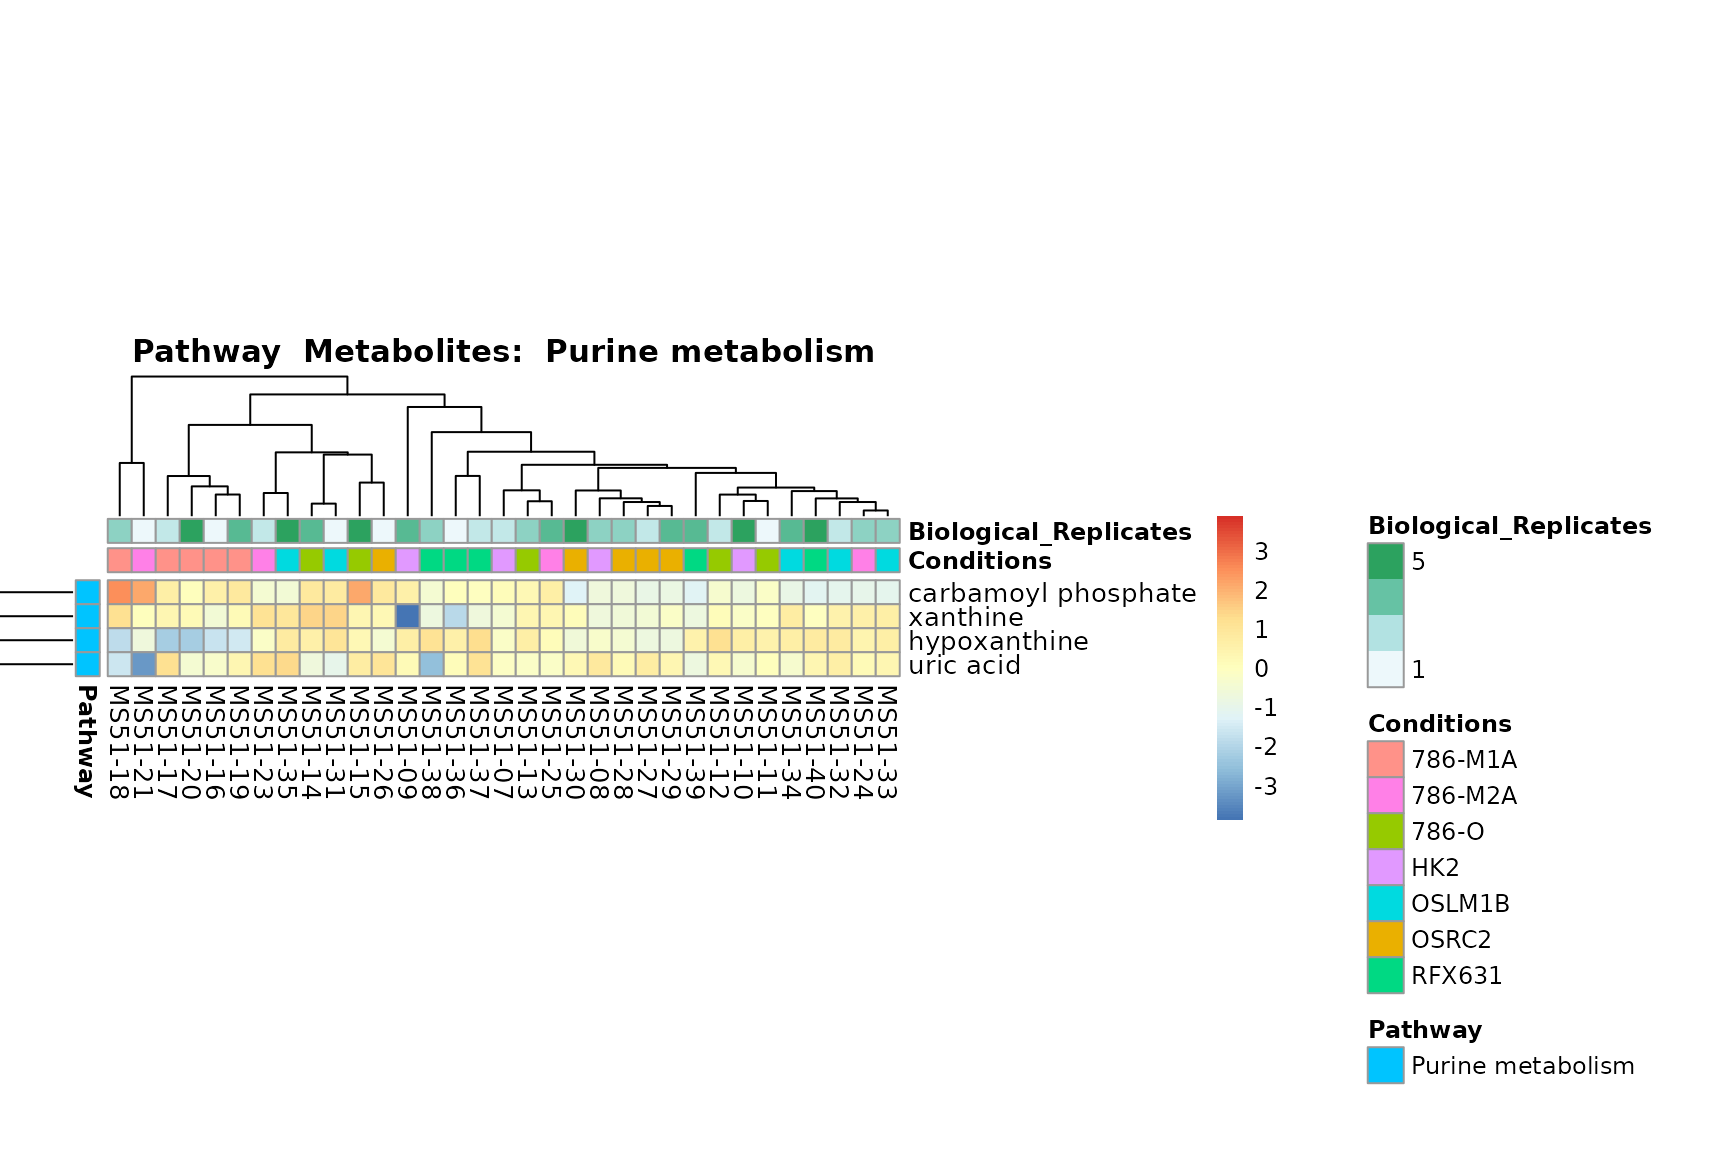 Pathway  Metabolites:  Purine metabolism
Biological_Replicates
Conditions
carbamoyl phosphate
xanthine
hypoxanthine
uric acid
Pathway
MS51-18
MS51-21
MS51-17
MS51-20
MS51-16
MS51-19
MS51-23
MS51-35
MS51-14
MS51-31
MS51-15
MS51-26
MS51-09
MS51-38
MS51-36
MS51-37
MS51-07
MS51-13
MS51-25
MS51-30
MS51-08
MS51-28
MS51-27
MS51-29
MS51-39
MS51-12
MS51-10
MS51-11
MS51-34
MS51-40
MS51-32
MS51-24
MS51-33
3
2
1
0
-1
-2
-3
Biological_Replicates
5
1
Conditions
786-M1A
786-M2A
786-O
HK2
OSLM1B
OSRC2
RFX631
Pathway
Purine metabolism